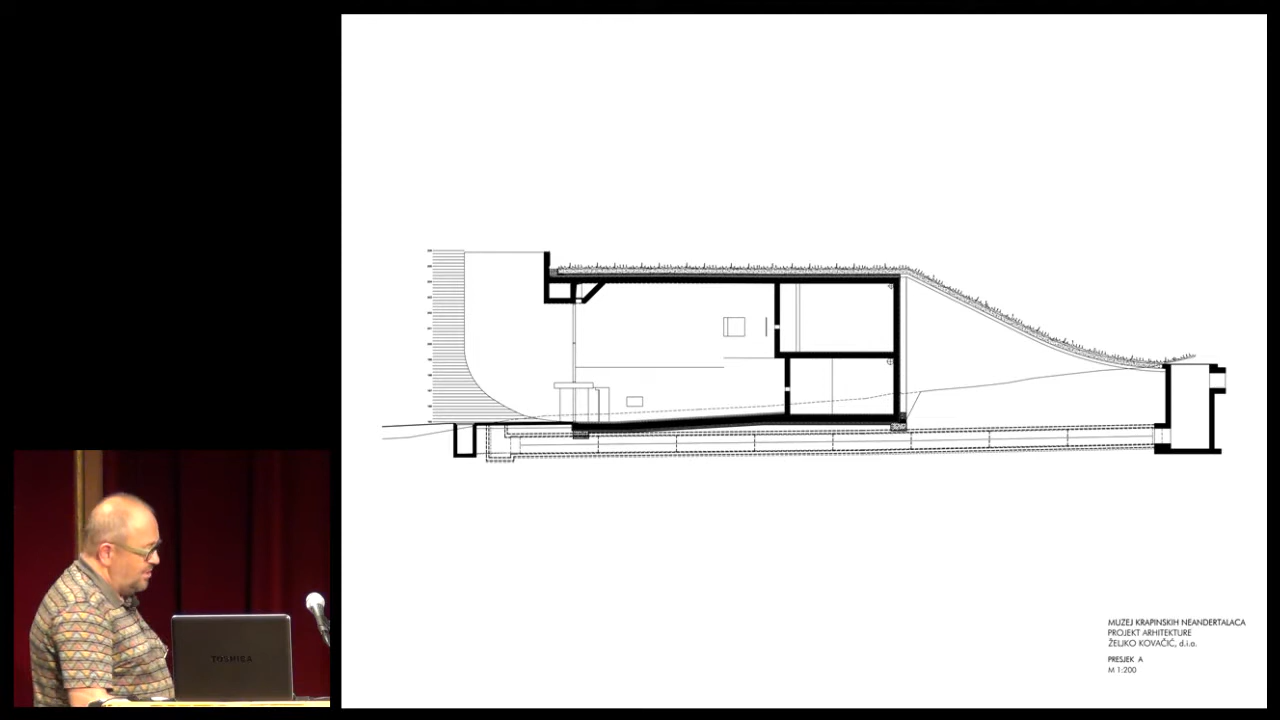 MUZEJ KRAPINSKIH NEANDERTALACA
PROJEKT ARHITEKTURE
ŽELJKO KOVAČIĆ, d.i.a.
PRESJEK A
M 1:200
TOSHIBA